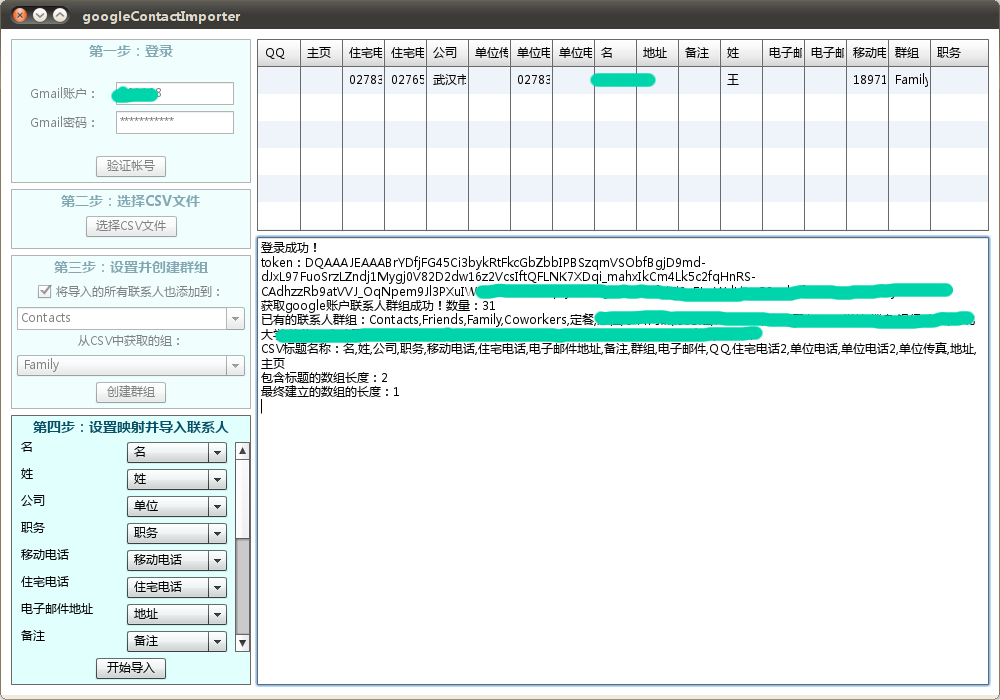 googleContactImporter
第一步：登录
Gmail账户：
Gmail密码： ***********
验证帐号
第二步：选择CSV文件
选择CSV文件
第三步：设置并创建群组
将导入的所有联系人也添加到：
Contacts
从CSV中获取的组：
Family
创建群组
第四步：设置映射并导入联系人
名 名
姓 姓
公司 单位
职务 职务
移动电话 移动电话
住宅电话 住宅电话
电子邮件地址 地址
备注 备注
开始导入
QQ 主页 住宅电 住宅电 公司 单位传 单位电 单位电 名 地址 备注 姓 电子邮 电子邮 移动电 群组 职务
02783 02765 武汉市 02783 王 18971 Family
登录成功！
token：DQAAAJEAAABrYDfjFG45Ci3bykRtFkcGbZbbIPBSzqmVSObfBgjD9md-
dJxL97FuoSrzLZndj1Mygj0V82D2dw16z2VcsIftQFLNK7XDqi_mahxIkCm4Lk5c2fqHnRS-
CAdhzzRb9atVVJ_OqNpem9Jl3PXuIW
获取google账户联系人群组成功！数量：31
已有的联系人群组：Contacts,Friends,Family,Coworkers,定餐,
大学
CSV标题名称：名,姓,公司,职务,移动电话,住宅电话,电子邮件地址,备注,群组,电子邮件,QQ,住宅电话2,单位电话,单位电话2,单位传真,地址,
主页
包含标题的数组长度：2
最终建立的数组的长度：1